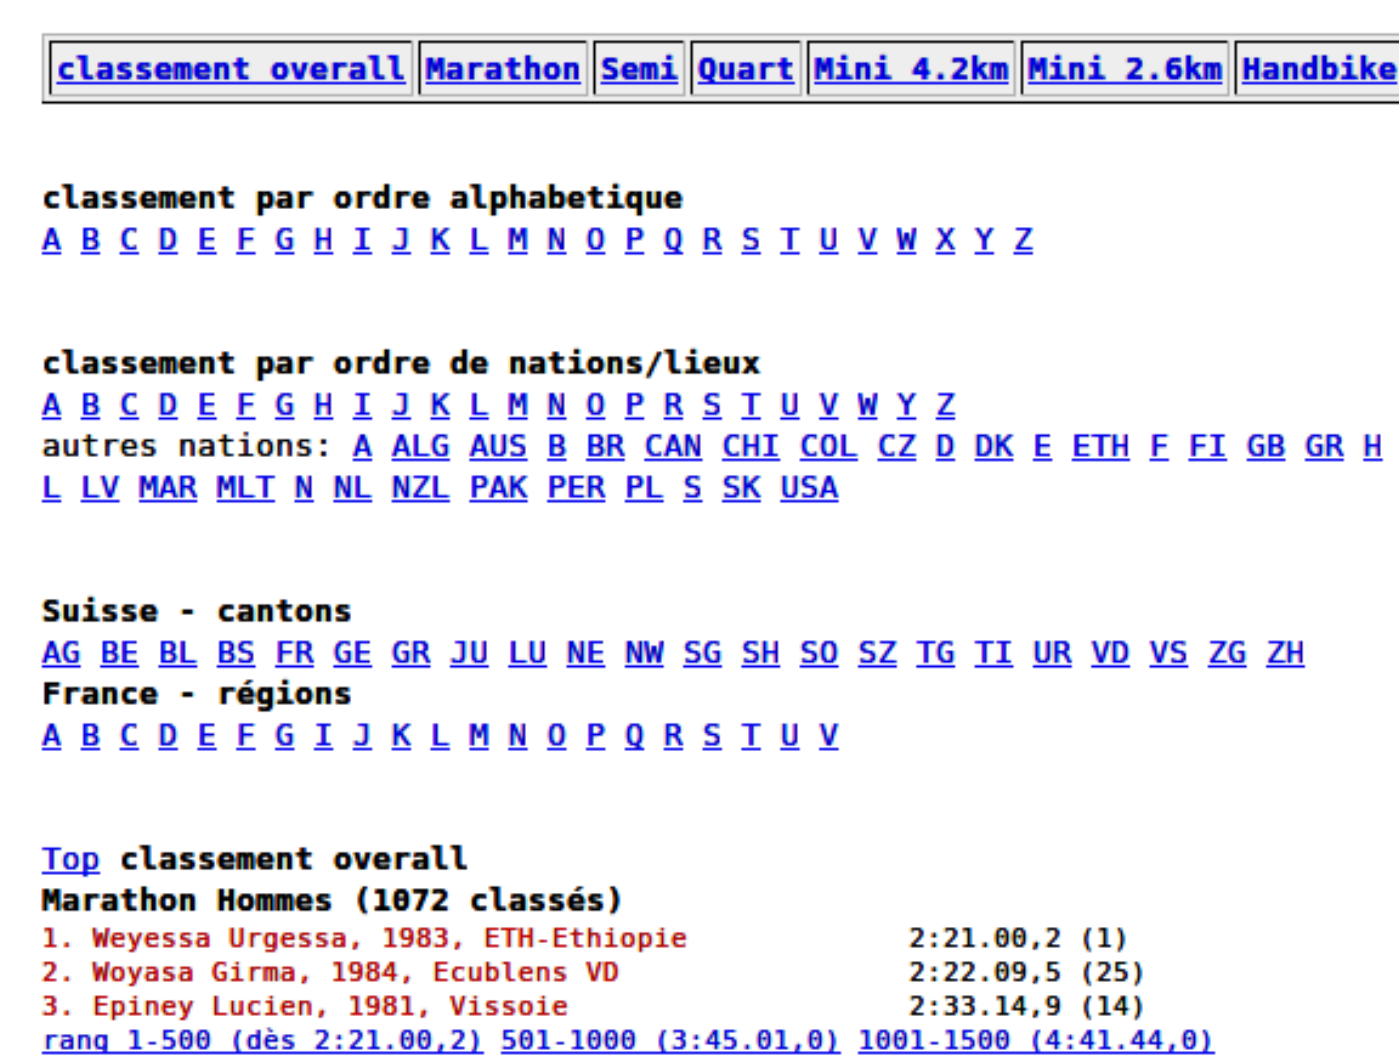 classement overall Marathon Semi Quart Mini 4.2km Mini 2.6km Handbike
classement par ordre alphabetique
A B C D E F G H I J K L M N O P Q R S T U V W X Y Z
classement par ordre de nations/lieux
A B C D E F G H I J K L M N O P R S T U V W Y Z
autres nations: A ALG AUS B BR CAN CHI COL CZ D DK E ETH F FI GB GR H
L LV MAR MLT N NL NZL PAK PER PL S SK USA
Suisse - cantons
AG BE BL BS FR GE GR JU LU NE NW SG SH SO SZ TG TI UR VD VS ZG ZH
France - régions
A B C D E F G I J K L M N O P Q R S T U V
Top classement overall
Marathon Hommes (1072 classés)
1. Weyessa Urgessa, 1983, ETH-Ethiopie 2:21.00,2 (1)
2. Woyasa Girma, 1984, Ecublens VD 2:22.09,5 (25)
3. Epiney Lucien, 1981, Vissoie 2:33.14,9 (14)
rang 1-500 (dès 2:21.00,2) 501-1000 (3:45.01,0) 1001-1500 (4:41.44,0)